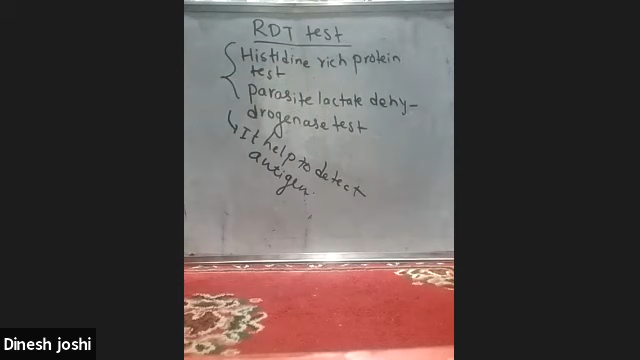 RDT test
Histidine rich protein
test
parasite lactate dehy-
drogenase test
It help to detect
antigen.
Dinesh joshi